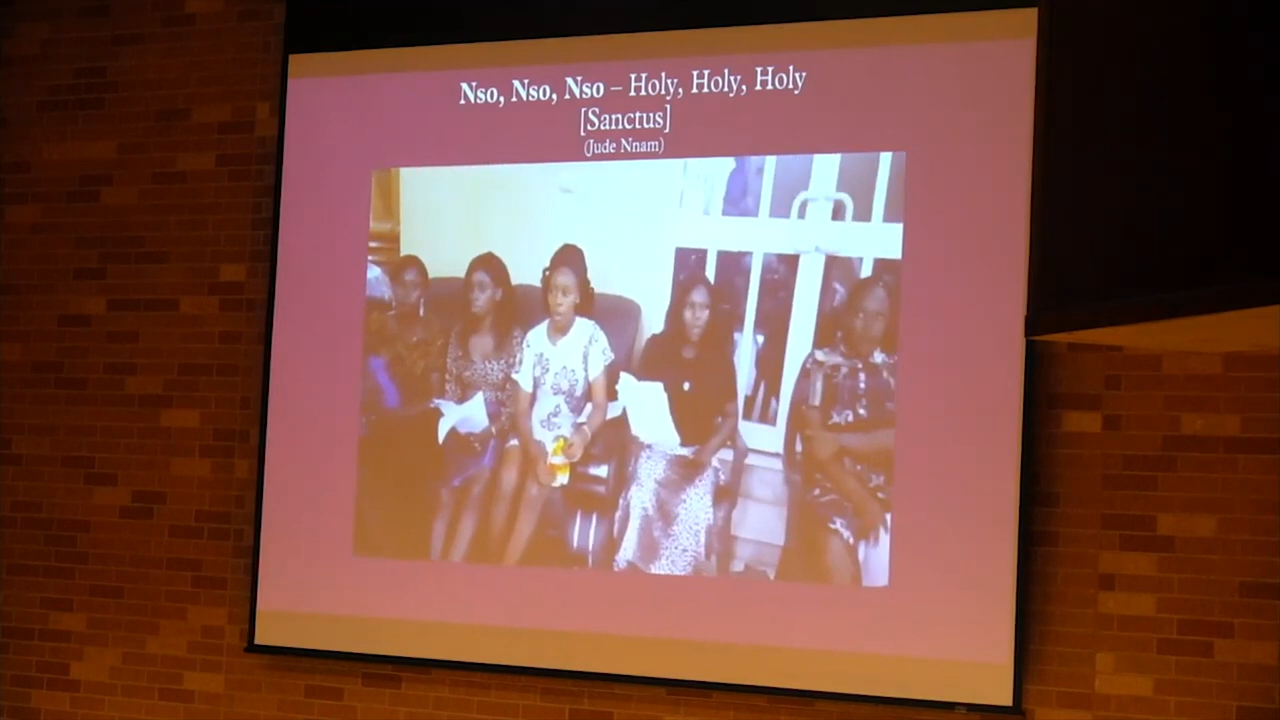 Nso, Nso, Nso – Holy, Holy, Holy
[Sanctus]
(Jude Nnam)